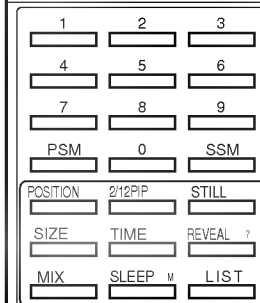 1 2 3
4 5 6
7 8 9
PSM 0 SSM
POSITION 2/12PIP STILL
SIZE TIME REVEAL ?
MIX SLEEP M LIST